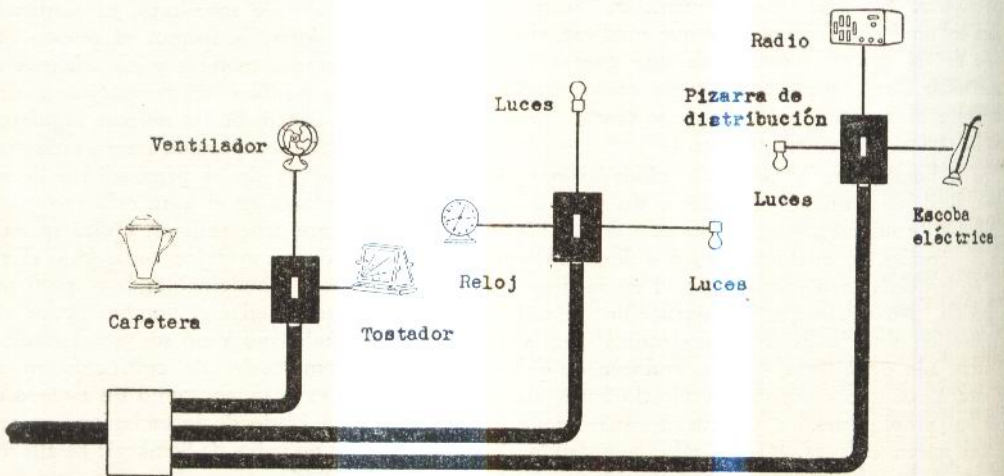 Radio
Luces
Pizarra de
distribución
Ventilador
Luces
Escoba
eléctrica
Reloj
Luces
Cafetera
Tostador